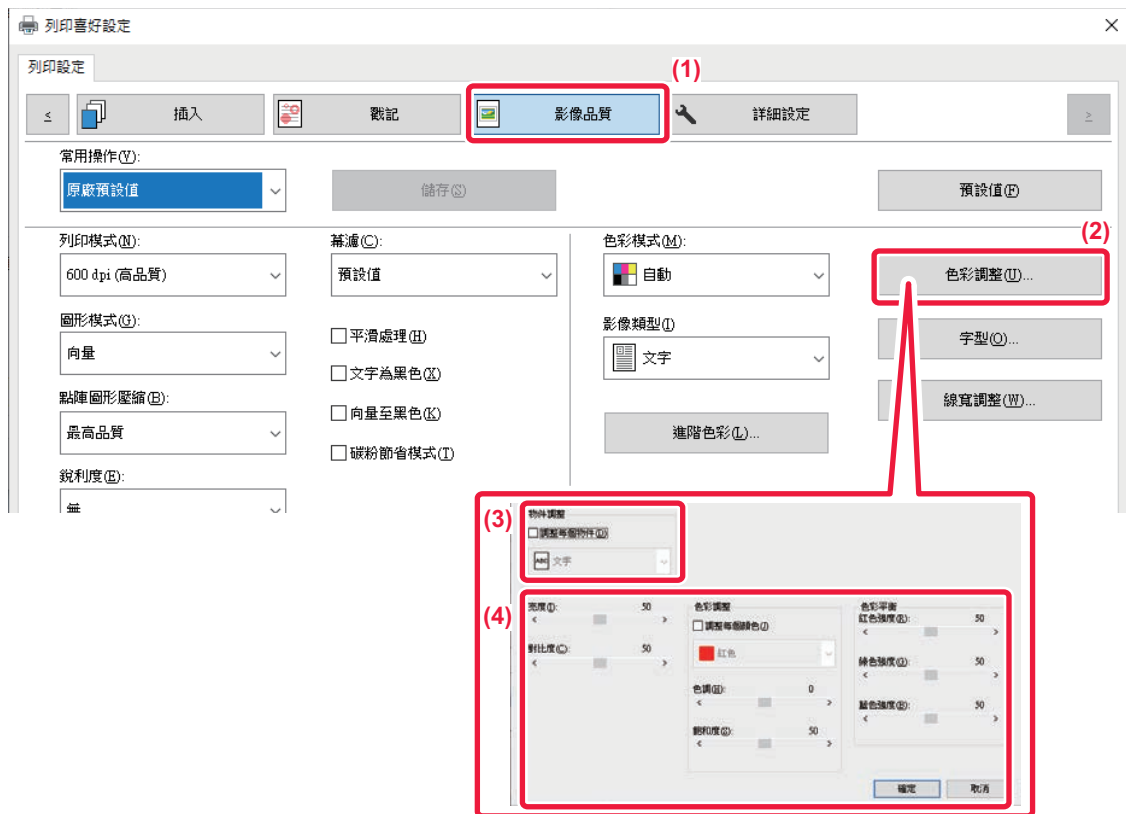 列印喜好設定
列印設定
(1)
≤ 插入 戳記 影像品質 詳細設定 ≥
常用操作(V):
原廠預設值 儲存(S) 預設值(F)
列印模式(N): 幕濾(C): 色彩模式(M): (2)
600 dpi (高品質) 預設值 自動 色彩調整(U)...
圖形模式(G): 影像類型(I)
向量 平滑處理(H) 文字 字型(O)...
文字為黑色(X)
點陣圖形壓縮(B): 向量至黑色(K) 線寬調整(W)...
最高品質 碳粉節省模式(T) 進階色彩(L)...
銳利度(E):
無
(3) 物件調整
調整每個物件(D)
ABC 文字
(4) 亮度(I): 50 色彩調整 色彩平衡
調整每個顏色(J) 紅色強度(R): 50
對比度(C): 50 紅色 綠色強度(G): 50
色調(H): 0 藍色強度(B): 50
飽和度(S): 50
確定 取消